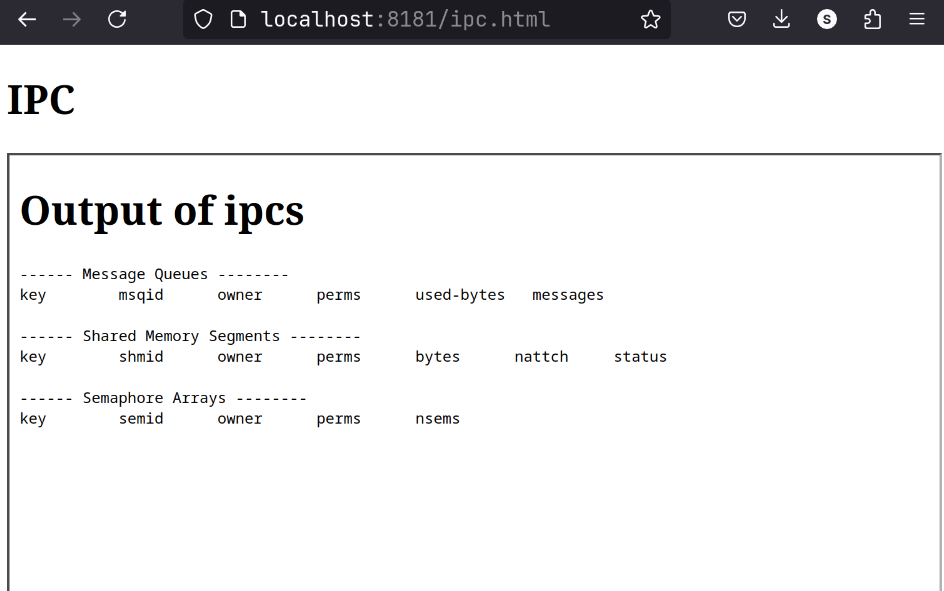 localhost:8181/ipc.html
S
IPC
Output of ipcs
------ Message Queues --------
key        msqid      owner      perms      used-bytes   messages
------ Shared Memory Segments --------
key        shmid      owner      perms      bytes      nattch     status
------ Semaphore Arrays --------
key        semid      owner      perms      nsems